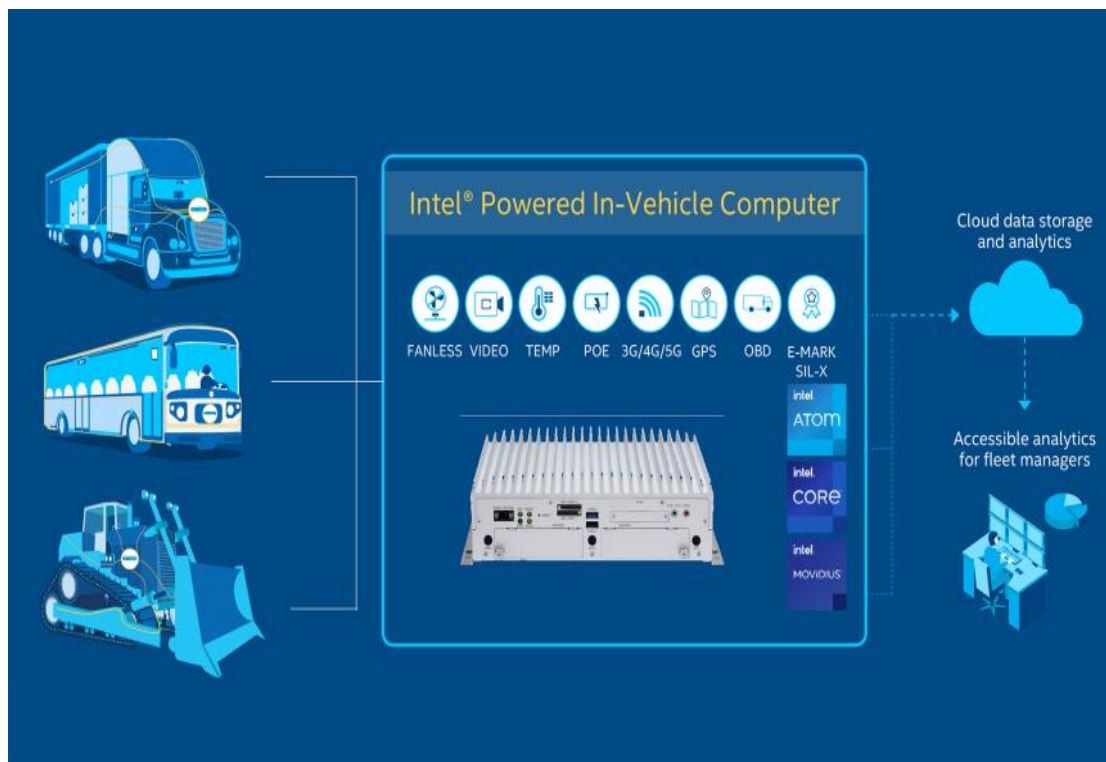 Intel® Powered In-Vehicle Computer
FANLESS
VIDEO
TEMP
POE
3G/4G/5G
GPS
OBD
E-MARK
SIL-X
intel.
ATOM
intel.
CORE
intel.
MOVIDIUS
Cloud data storage
and analytics
Accessible analytics
for fleet managers